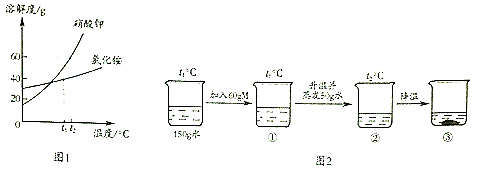 溶解度/g
硝酸钾
氯化铵
60
40
20
0
t₁ t₂
温度/°C
图1
t₁°C
150g水
加入60gM
t₁°C
①
升温并
蒸发50g水
t₂°C
②
降温
③
图2